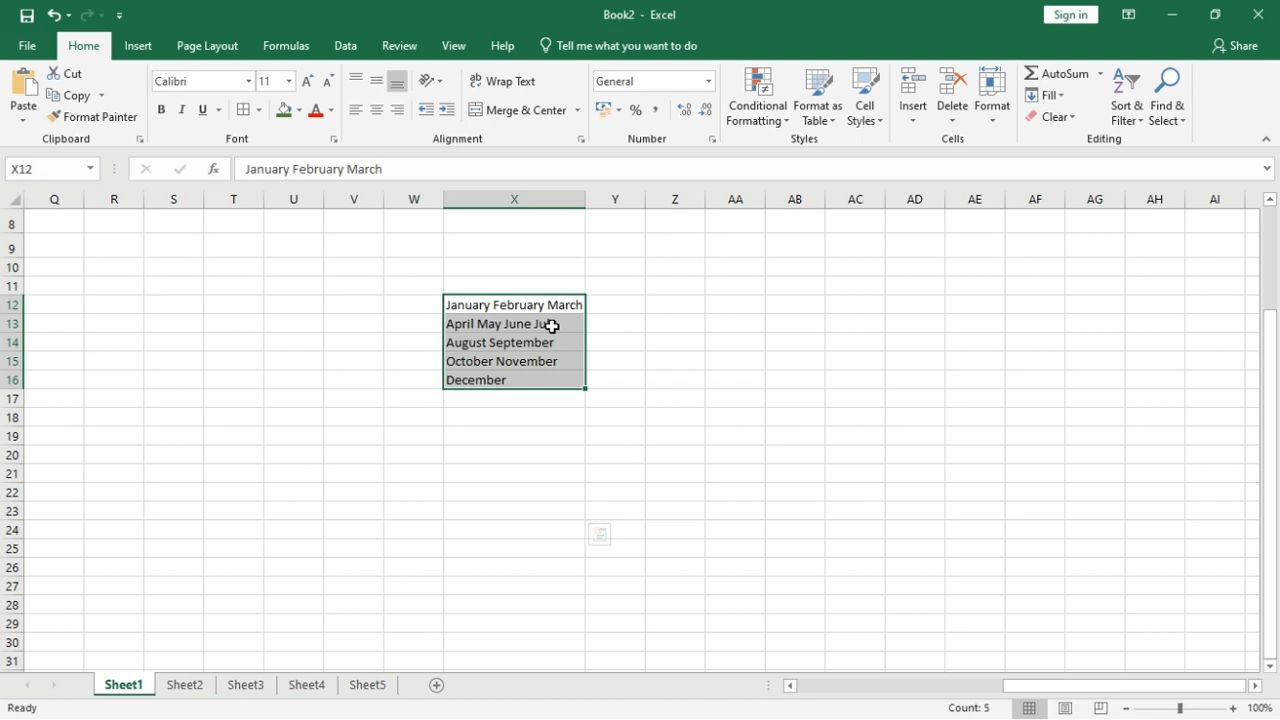 Book2 - Excel
Sign in
File Home Insert Page Layout Formulas Data Review View Help Tell me what you want to do Share
Paste Cut Copy Format Painter Clipboard
Calibri 11 B I U Font
Wrap Text Merge & Center Alignment
General % , Number
Conditional Formatting Format as Table Cell Styles Styles
Insert Delete Format Cells
AutoSum Fill Clear Sort & Filter Find & Select Editing
X12 fx January February March
Q R S T U V W X Y Z AA AB AC AD AE AF AG AH AI
8
9
10
11
12 January February March
13 April May June
14 August September
15 October November
16 December
17
18
19
20
21
22
23
24
25
26
27
28
29
30
31
Sheet1 Sheet2 Sheet3 Sheet4 Sheet5
Ready Count: 5 100%